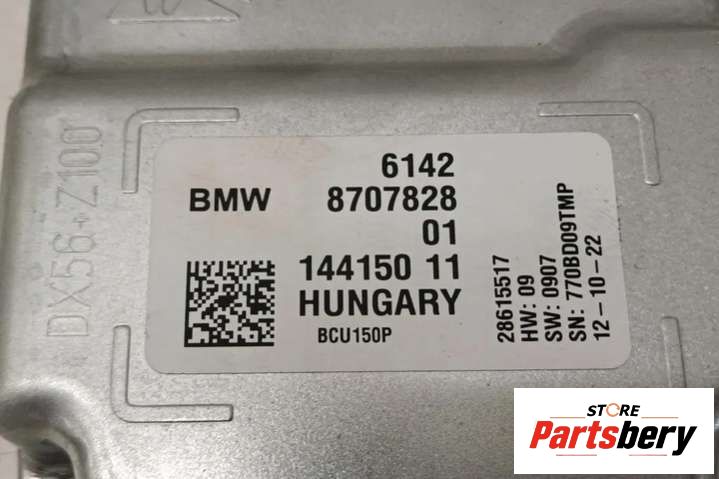 DX56+Z100
6142
BMW 8707828
01
144150 11
HUNGARY
BCU150P
28615517
HW: 09
SW: 0907
SN: 770BD09TMP
12-10-22
STORE
Partsbery